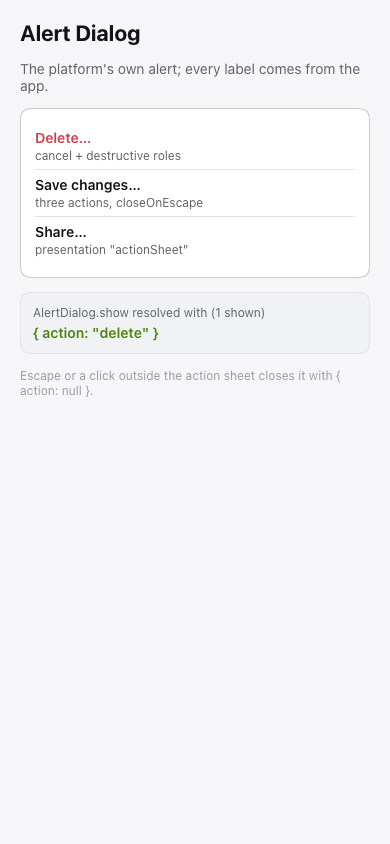 Alert Dialog
The platform's own alert; every label comes from the
app.
Delete...
cancel + destructive roles
Save changes...
three actions, closeOnEscape
Share...
presentation "actionSheet"
AlertDialog.show resolved with (1 shown)
{ action: "delete" }
Escape or a click outside the action sheet closes it with {
action: null }.